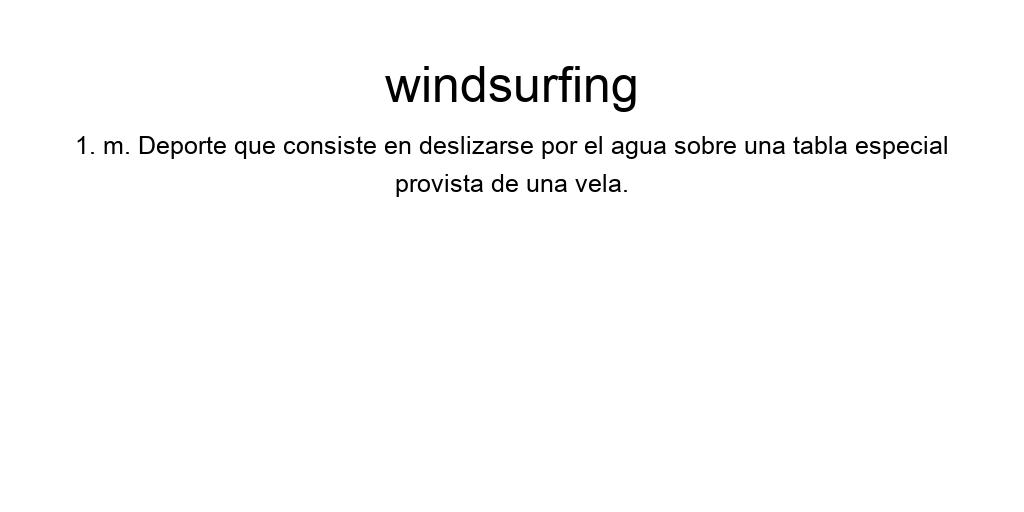 windsurfing
1. m. Deporte que consiste en deslizarse por el agua sobre una tabla especial
provista de una vela.